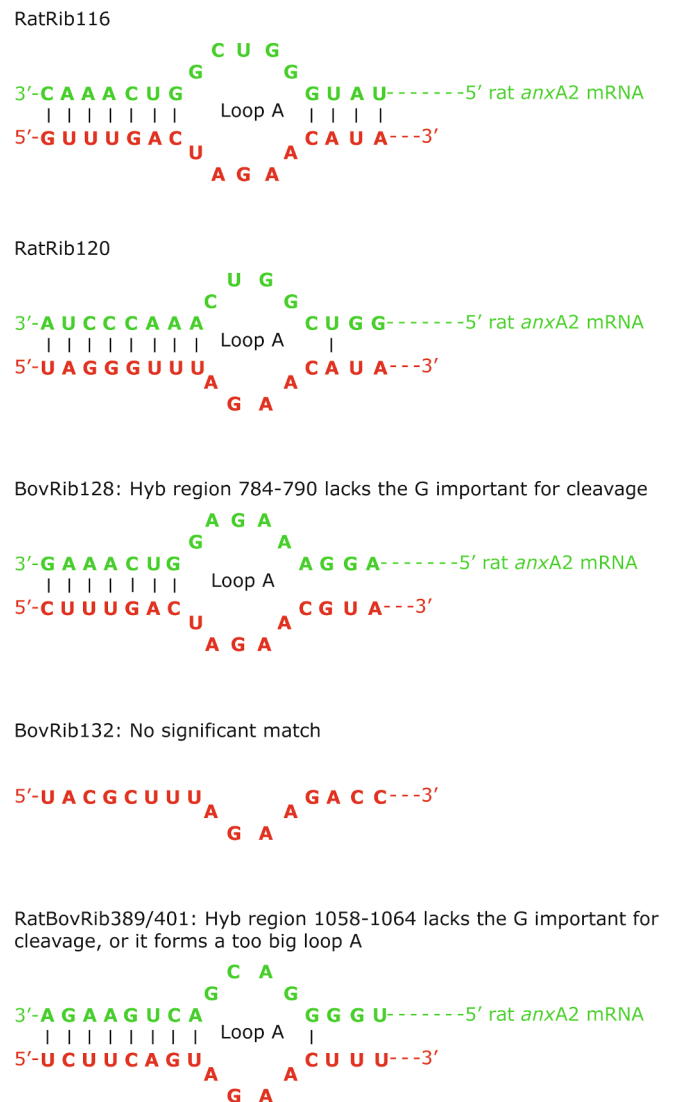 RatRib116
C U G
G G
3′-C A A A C U G G U A U-------5′ rat anxA2 mRNA
Loop A
5′-G U U U G A C C A U A---3′
U A
A G A
RatRib120
U G
C G
3′-A U C C C A A A C U G G-------5′ rat anxA2 mRNA
Loop A
5′-U A G G G U U U C A U A---3′
A A
G A
BovRib128: Hyb region 784-790 lacks the G important for cleavage
A G A
G A
3′-G A A A C U G A G G A-------5′ rat anxA2 mRNA
Loop A
5′-C U U U G A C C G U A---3′
U A
A G A
BovRib132: No significant match
5′-U A C G C U U U G A C C---3′
A A
G A
RatBovRib389/401: Hyb region 1058-1064 lacks the G important for
cleavage, or it forms a too big loop A
C A
G G
3′-A G A A G U C A G G G U-------5′ rat anxA2 mRNA
Loop A
5′-U C U U C A G U C U U U---3′
A A
G A